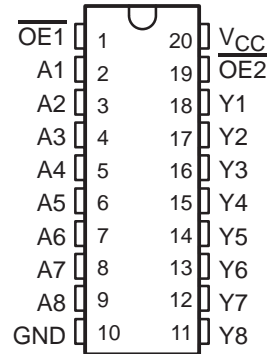 OE1 1 20 VCC
A1 2 19 OE2
A2 3 18 Y1
A3 4 17 Y2
A4 5 16 Y3
A5 6 15 Y4
A6 7 14 Y5
A7 8 13 Y6
A8 9 12 Y7
GND 10 11 Y8